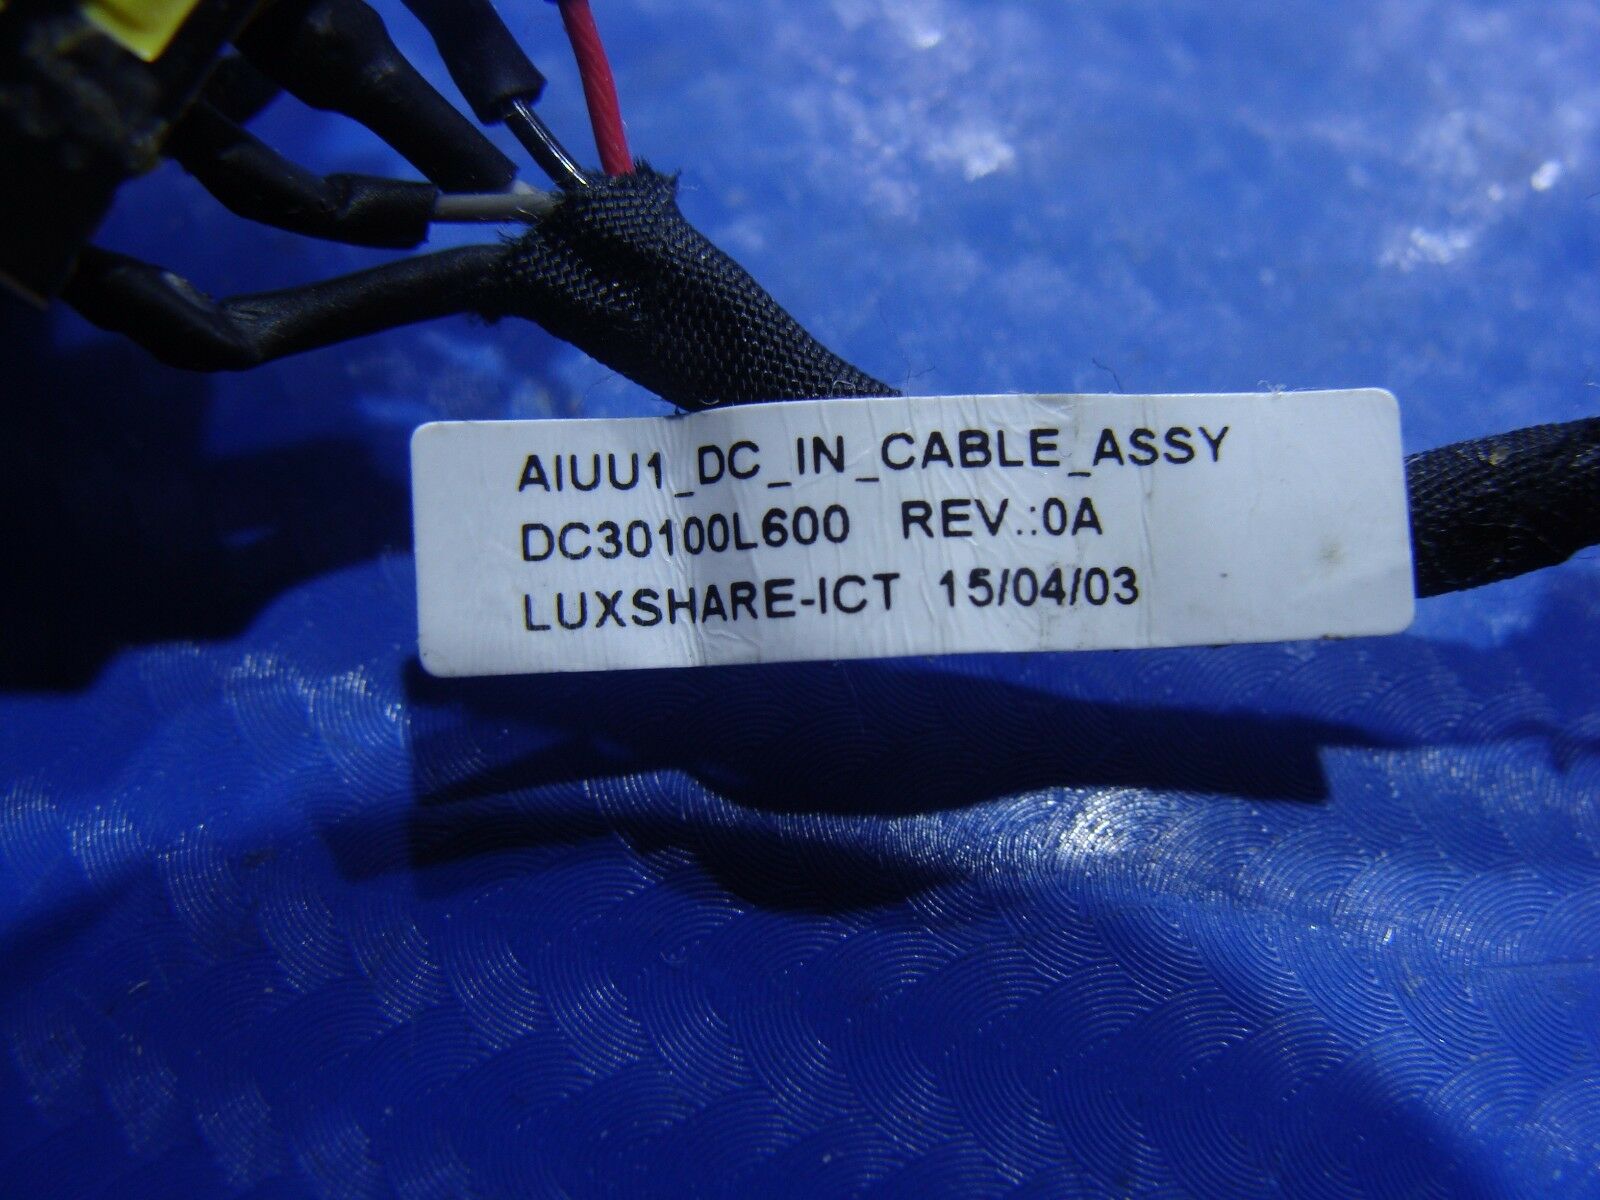 AIUU1_DC_IN_CABLE_ASSY
DC30100L600 REV.:0A
LUXSHARE-ICT 15/04/03